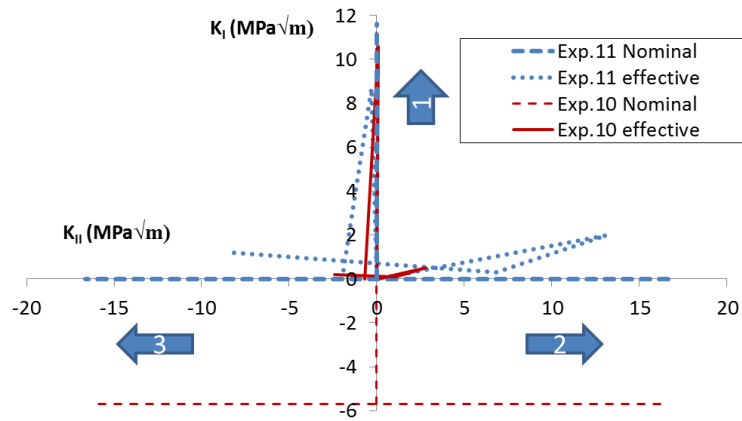 K_I (MPa√m)
12
10
8
6
4
2
0
-2
-4
-6
Exp.11 Nominal
Exp.11 effective
Exp.10 Nominal
Exp.10 effective
1
K_II (MPa√m)
-20 -15 -10 -5 0 5 10 15 20
3
2